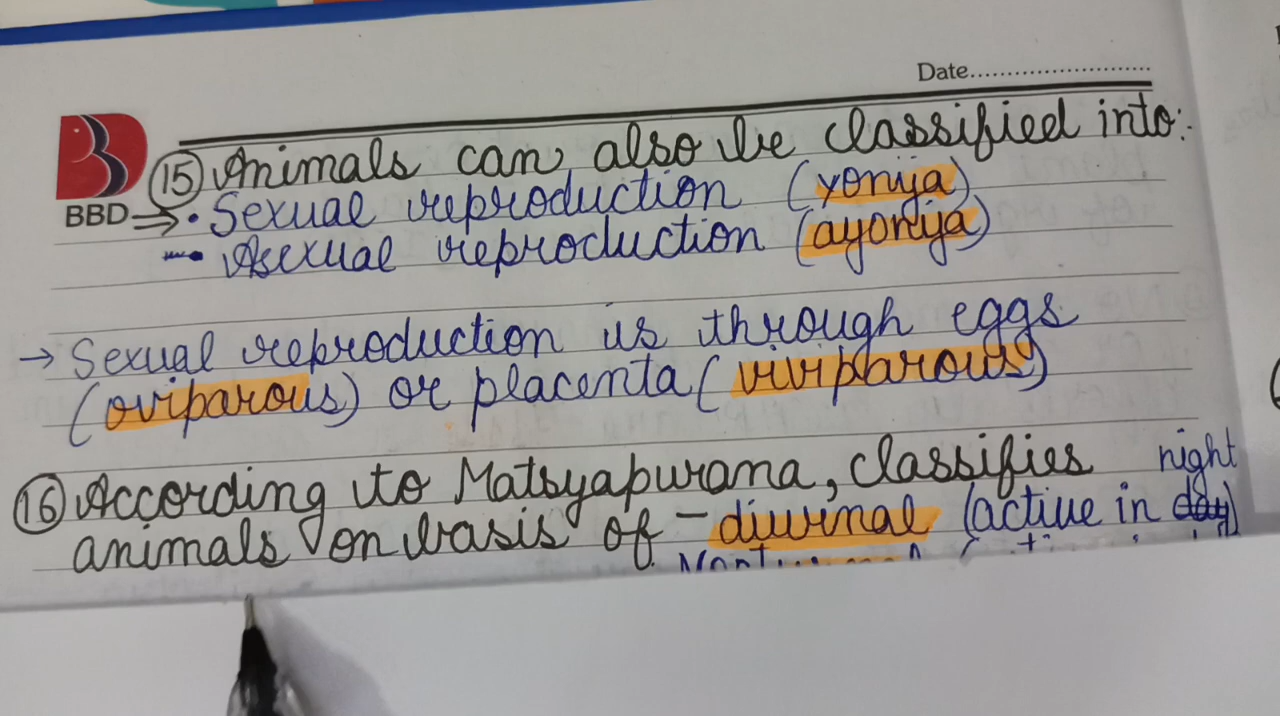 Date
BBD
15 Animals can also be classified into:
→ • Sexual reproduction (yonija)
• Asexual reproduction (ayonija)
→ Sexual reproduction is through eggs
(oviparous) or placenta (viviparous)
16 According to Matsyapurana, classifies night
animals on basis of - diurinal (active in day)